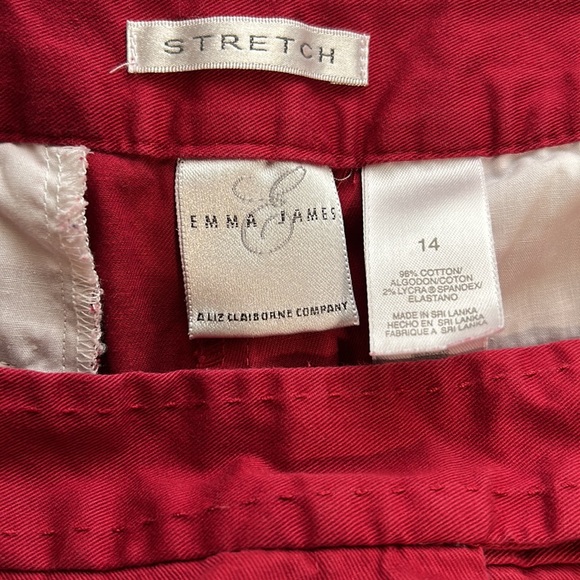 STRETCH
EMMA JAMES
A LIZ CLAIBORNE COMPANY
14
98% COTTON/
ALGODON/COTON
2% LYCRA® SPANDEX/
ELASTANO
MADE IN SRI LANKA
HECHO EN SRI LANKA
FABRIQUE A SRI LANKA